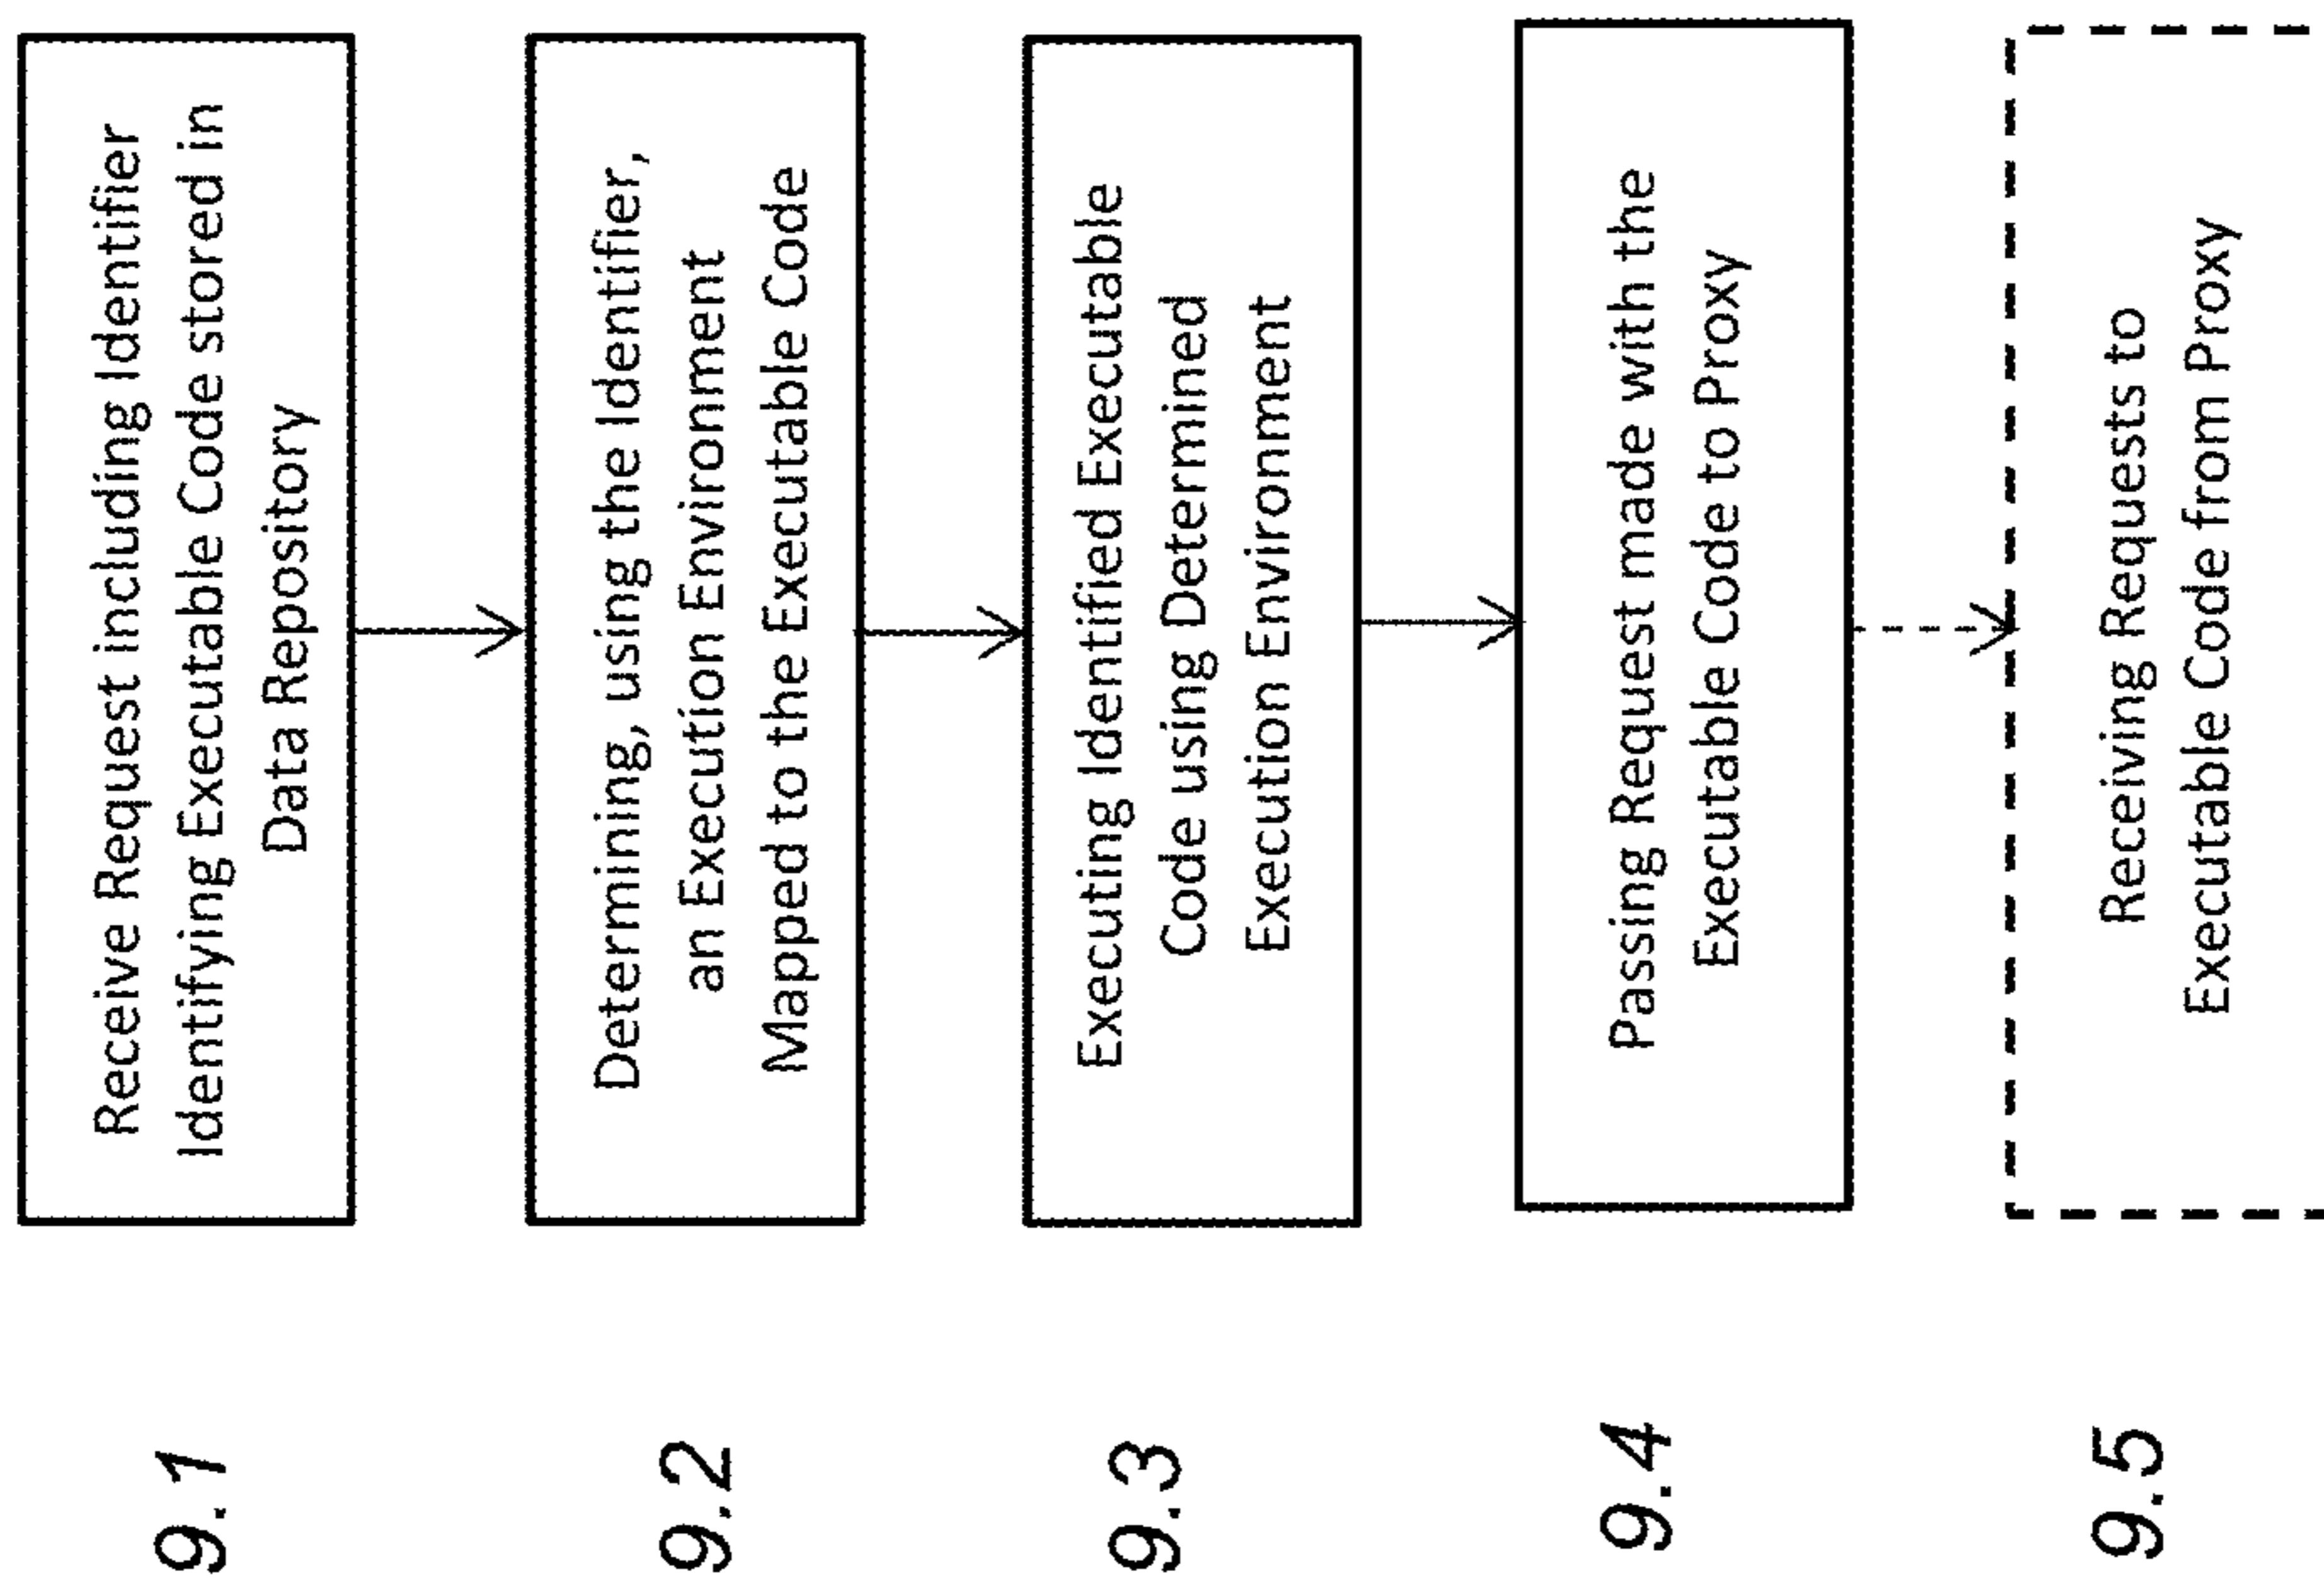 9.1
Receive Request including Identifier
Identifying Executable Code stored in
Data Repository
9.2
Determining, using the Identifier,
an Execution Environment
Mapped to the Executable Code
9.3
Executing Identified Executable
Code using Determined
Execution Environment
9.4
Passing Request made with the
Executable Code to Proxy
9.5
Receiving Requests to
Executable Code from Proxy